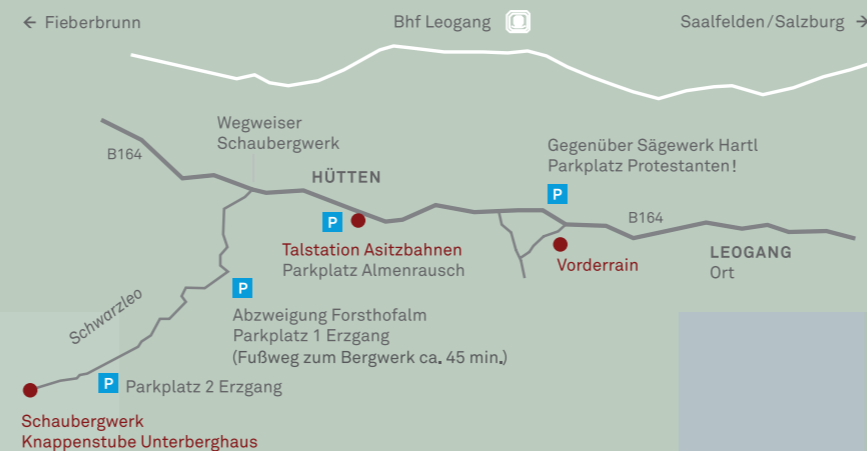 ← Fieberbrunn
Bhf Leogang
Saalfelden/Salzburg →
Wegweiser
Schaubergwerk
B164
HÜTTEN
Gegenüber Sägewerk Hartl
Parkplatz Protestanten!
P
P
B164
Talstation Asitzbahnen
Parkplatz Almenrausch
Vorderrain
LEOGANG
Ort
P
Abzweigung Forsthofalm
Parkplatz 1 Erzgang
(Fußweg zum Bergwerk ca. 45 min.)
Schwarzleo
P Parkplatz 2 Erzgang
Schaubergwerk
Knappenstube Unterberghaus